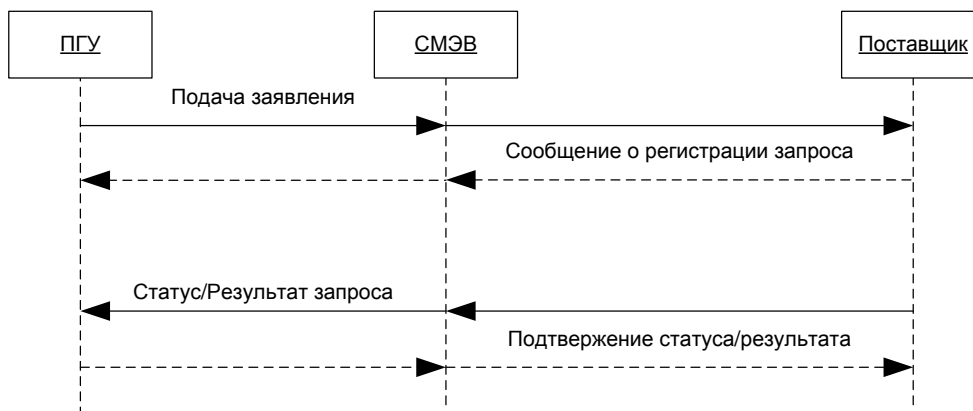 ПГУ
СМЭВ
Поставщик
Подача заявления
Сообщение о регистрации запроса
Статус/Результат запроса
Подтвержение статуса/результата